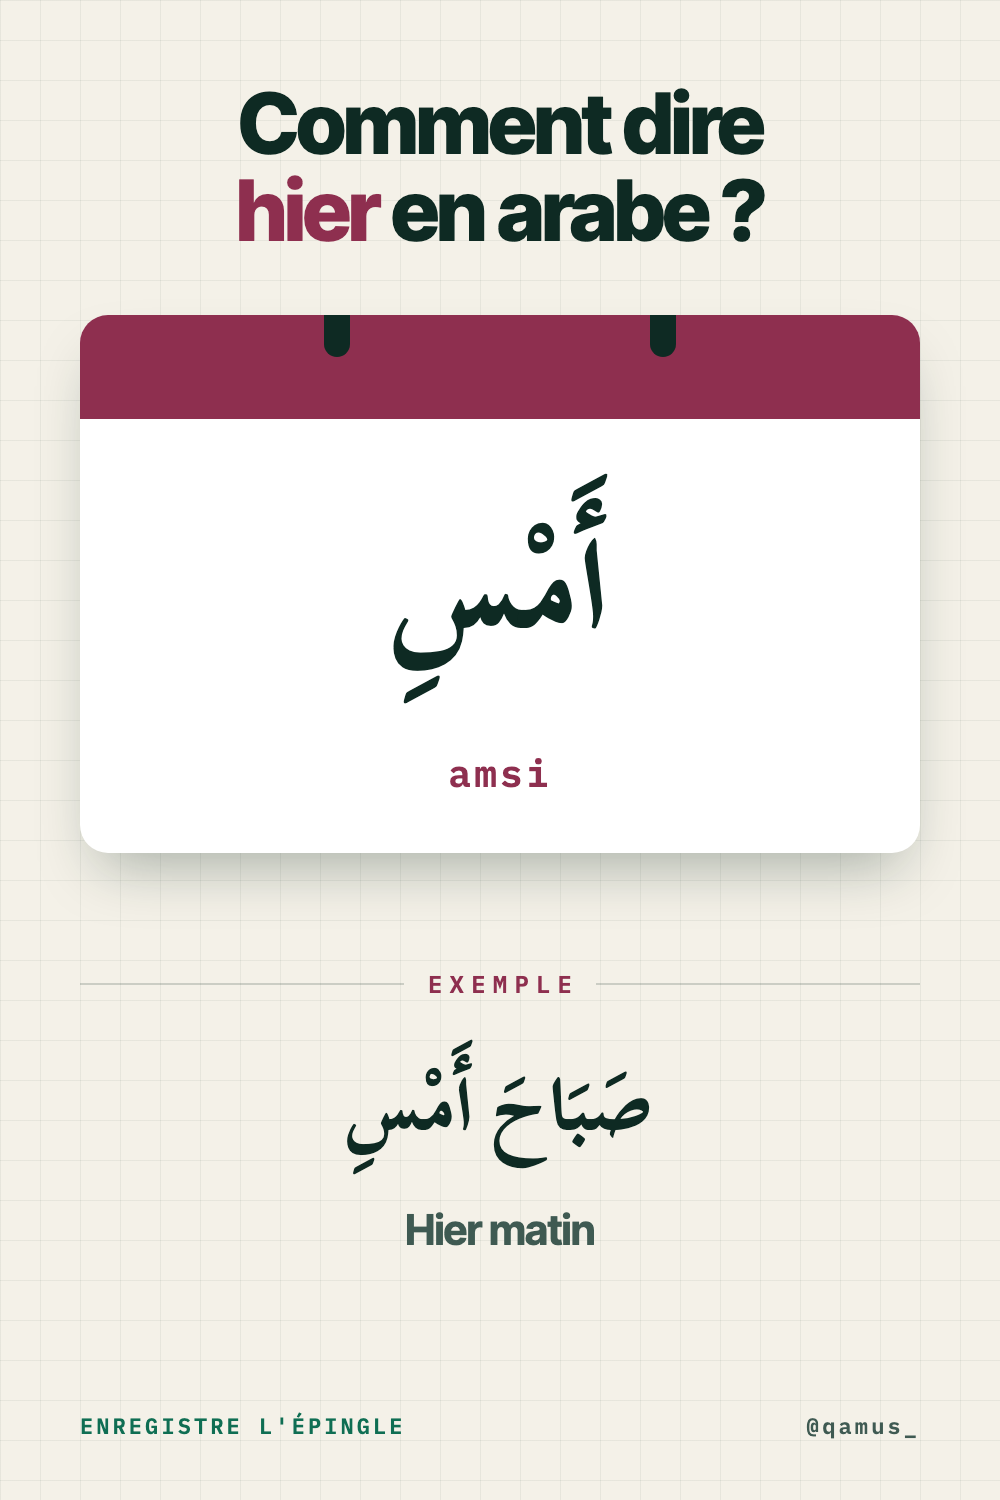 Comment dire
hier en arabe ?
أَمْسِ
amsi
EXEMPLE
صَبَاحَ أَمْسِ
Hier matin
ENREGISTRE L'ÉPINGLE
@qamus_